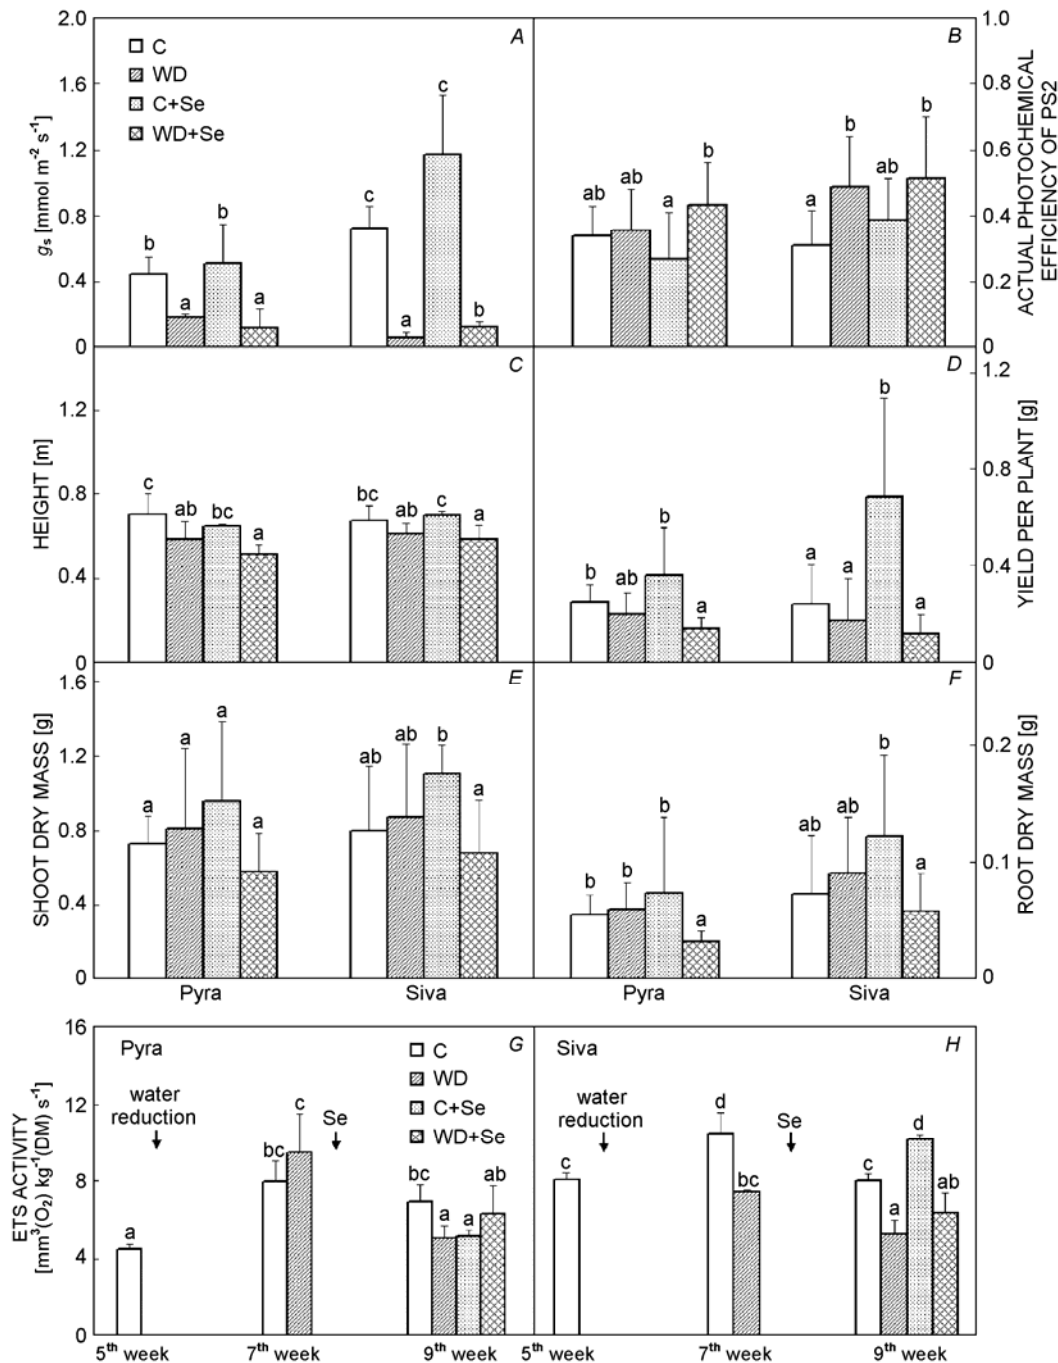 2.0
1.6
1.2
0.8
0.4
0
gs [mmol m-2 s-1]
C
WD
C+Se
WD+Se
A
b
a
b
a
c
a
c
b
B
ab
ab
a
b
a
b
ab
b
1.0
0.8
0.6
0.4
0.2
0
ACTUAL PHOTOCHEMICAL
EFFICIENCY OF PS2
1.2
0.8
0.4
0
HEIGHT [m]
C
c
ab
bc
a
bc
ab
c
a
D
b
ab
b
a
a
a
b
a
1.2
0.8
0.4
0
YIELD PER PLANT [g]
1.6
1.2
0.8
0.4
0
SHOOT DRY MASS [g]
E
a
a
a
a
ab
ab
b
a
F
b
b
b
a
ab
ab
b
a
0.2
0.1
0
ROOT DRY MASS [g]
Pyra
Siva
Pyra
Siva
16
12
8
4
0
ETS ACTIVITY
[mm3(O2) kg-1(DM) s-1]
Pyra
G
water
reduction
Se
C
WD
C+Se
WD+Se
a
bc
c
bc
a
a
ab
Siva
H
water
reduction
Se
c
d
bc
c
a
d
ab
5th week
7th week
9th week
5th week
7th week
9th week